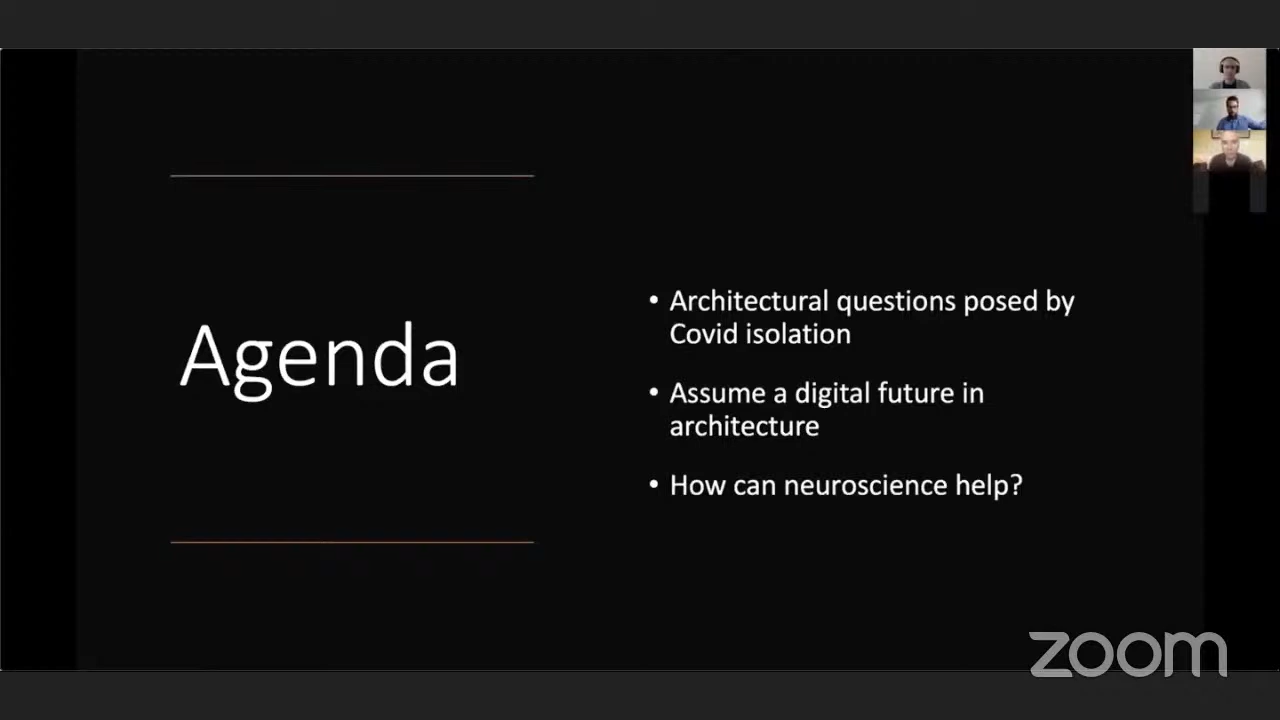 Agenda
• Architectural questions posed by
Covid isolation
• Assume a digital future in
architecture
• How can neuroscience help?
zoom